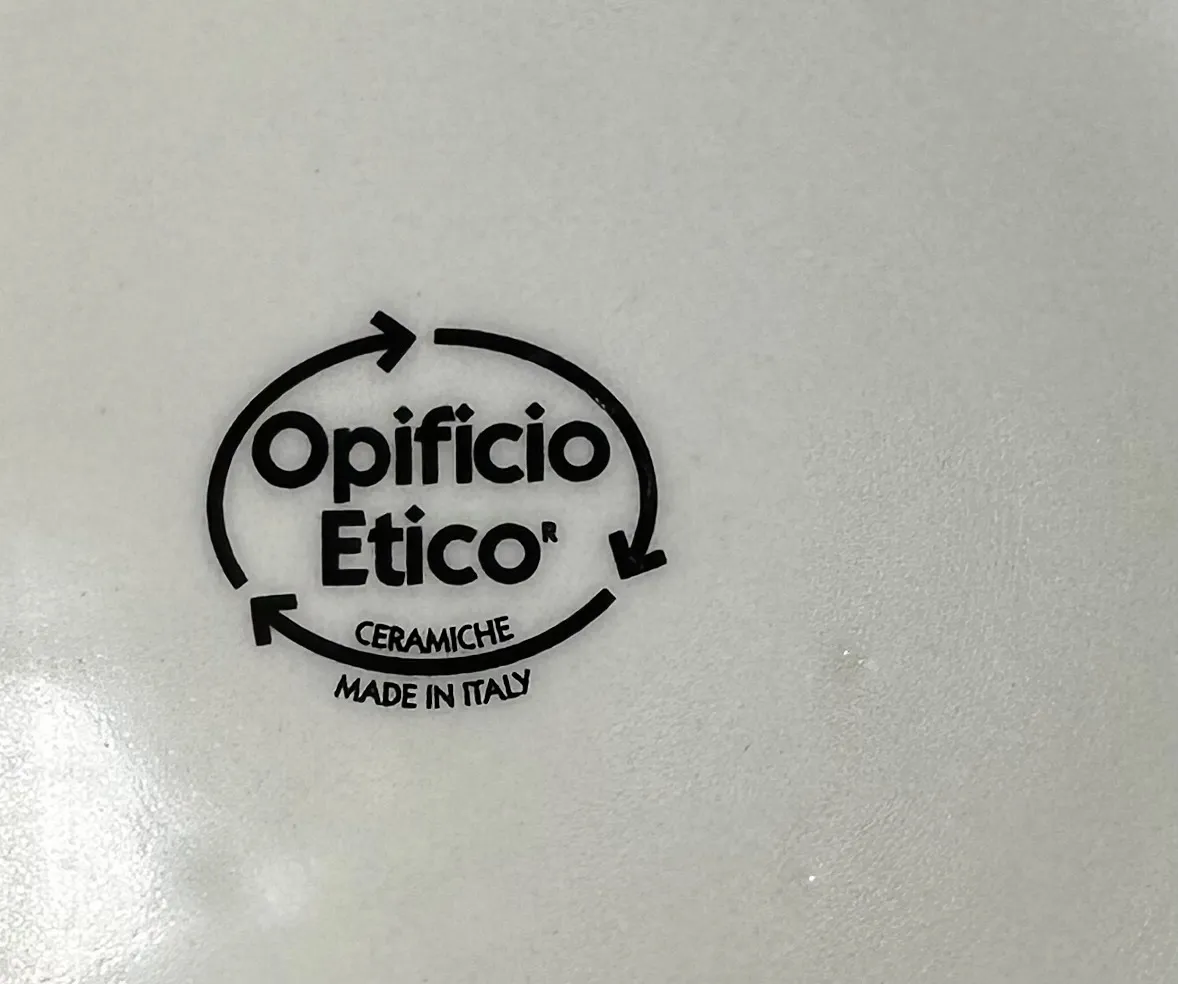 Opificio
Etico®
CERAMICHE
MADE IN ITALY